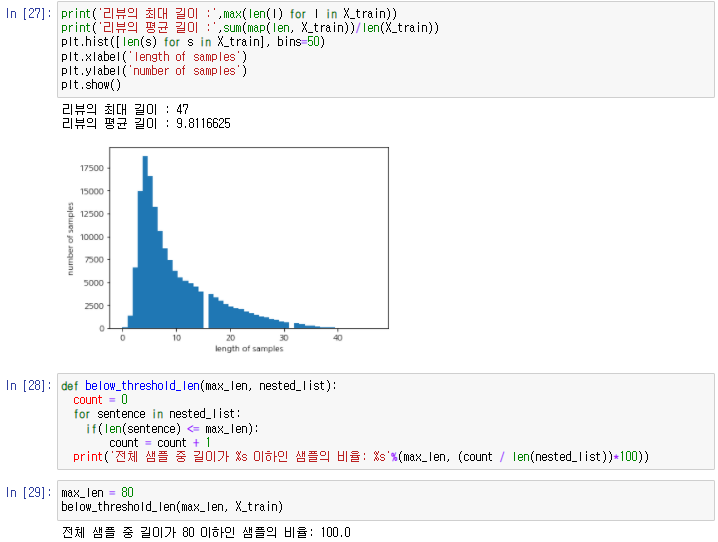 In [27]:
print('리뷰의 최대 길이 :',max(len(l) for l in X_train))
print('리뷰의 평균 길이 :',sum(map(len, X_train))/len(X_train))
plt.hist([len(s) for s in X_train], bins=50)
plt.xlabel('length of samples')
plt.ylabel('number of samples')
plt.show()
리뷰의 최대 길이 : 47
리뷰의 평균 길이 : 9.8116625
number of samples
17500
15000
12500
10000
7500
5000
2500
0
0 10 20 30 40
length of samples
In [28]:
def below_threshold_len(max_len, nested_list):
count = 0
for sentence in nested_list:
if(len(sentence) <= max_len):
count = count + 1
print('전체 샘플 중 길이가 %s 이하인 샘플의 비율: %s'%(max_len, (count / len(nested_list))*100))
In [29]:
max_len = 80
below_threshold_len(max_len, X_train)
전체 샘플 중 길이가 80 이하인 샘플의 비율: 100.0